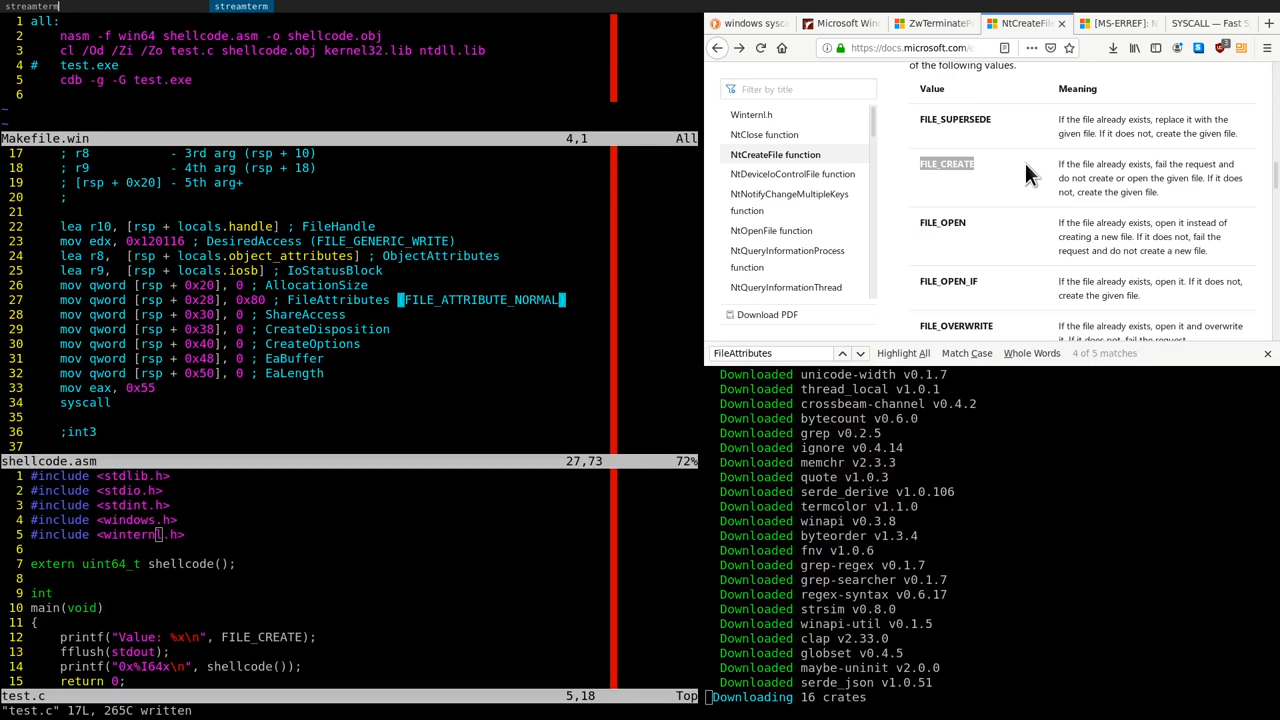 streamterm
streamterm
1 all:
2     nasm -f win64 shellcode.asm -o shellcode.obj
3     cl /Od /Zi /Zo test.c shellcode.obj kernel32.lib ntdll.lib
4 #   test.exe
5     cdb -g -G test.exe
6
~
~
Makefile.win 4,1 All
17     ; r8          - 3rd arg (rsp + 10)
18     ; r9          - 4th arg (rsp + 18)
19     ; [rsp + 0x20] - 5th arg+
20     ;
21
22     lea r10, [rsp + locals.handle] ; FileHandle
23     mov edx, 0x120116 ; DesiredAccess (FILE_GENERIC_WRITE)
24     lea r8,  [rsp + locals.object_attributes] ; ObjectAttributes
25     lea r9,  [rsp + locals.iosb] ; IoStatusBlock
26     mov qword [rsp + 0x20], 0 ; AllocationSize
27     mov qword [rsp + 0x28], 0x80 ; FileAttributes (FILE_ATTRIBUTE_NORMAL)
28     mov qword [rsp + 0x30], 0 ; ShareAccess
29     mov qword [rsp + 0x38], 0 ; CreateDisposition
30     mov qword [rsp + 0x40], 0 ; CreateOptions
31     mov qword [rsp + 0x48], 0 ; EaBuffer
32     mov qword [rsp + 0x50], 0 ; EaLength
33     mov eax, 0x55
34     syscall
35
36     ;int3
37
shellcode.asm 27,73 72%
1 #include <stdlib.h>
2 #include <stdio.h>
3 #include <stdint.h>
4 #include <windows.h>
5 #include <winternl.h>
6
7 extern uint64_t shellcode();
8
9 int
10 main(void)
11 {
12     printf("Value: %x\n", FILE_CREATE);
13     fflush(stdout);
14     printf("0x%I64x\n", shellcode());
15     return 0;
test.c 5,18 Top
"test.c" 17L, 265C written
windows sysca
Microsoft Win
ZwTerminateP
NtCreateFile
[MS-ERREF]: N
SYSCALL — Fast S
https://docs.microsoft.com/
3
Filter by title
Winternl.h
NtClose function
NtCreateFile function
NtDeviceIoControlFile function
NtNotifyChangeMultipleKeys
function
NtOpenFile function
NtQueryInformationProcess
function
NtQueryInformationThread
Download PDF
of the following values.
Value Meaning
FILE_SUPERSEDE If the file already exists, replace it with the
given file. If it does not, create the given file.
FILE_CREATE If the file already exists, fail the request and
do not create or open the given file. If it does
not, create the given file.
FILE_OPEN If the file already exists, open it instead of
creating a new file. If it does not, fail the
request and do not create a new file.
FILE_OPEN_IF If the file already exists, open it. If it does not,
create the given file.
FILE_OVERWRITE If the file already exists, open it and overwrite
it. If it does not, fail the request.
FileAttributes Highlight All Match Case Whole Words 4 of 5 matches
Downloaded unicode-width v0.1.7
Downloaded thread_local v1.0.1
Downloaded crossbeam-channel v0.4.2
Downloaded bytecount v0.6.0
Downloaded grep v0.2.5
Downloaded ignore v0.4.14
Downloaded memchr v2.3.3
Downloaded quote v1.0.3
Downloaded serde_derive v1.0.106
Downloaded termcolor v1.1.0
Downloaded winapi v0.3.8
Downloaded byteorder v1.3.4
Downloaded fnv v1.0.6
Downloaded grep-regex v0.1.7
Downloaded grep-searcher v0.1.7
Downloaded regex-syntax v0.6.17
Downloaded strsim v0.8.0
Downloaded winapi-util v0.1.5
Downloaded clap v2.33.0
Downloaded globset v0.4.5
Downloaded maybe-uninit v2.0.0
Downloaded serde_json v1.0.51
Downloading 16 crates